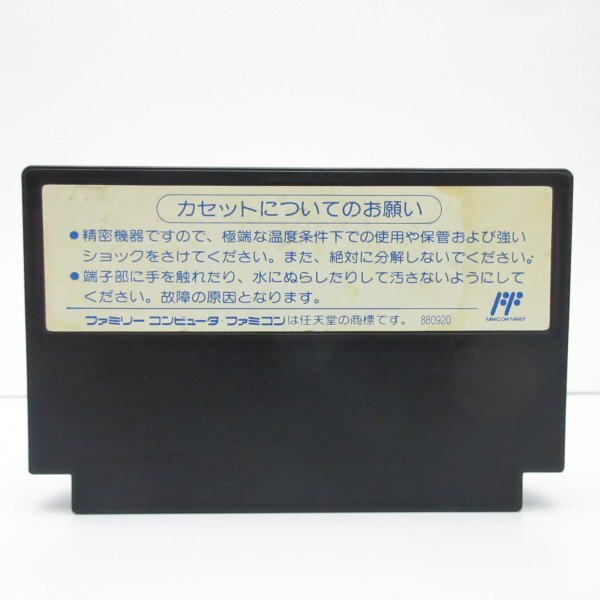 カセットについてのお願い
●精密機器ですので、極端な温度条件下での使用や保管および強い
ショックをさけてください。また、絶対に分解しないでください。
●端子部に手を触れたり、水にぬらしたりして汚さないようにして
ください。故障の原因となります。
ファミリーコンピュータ・ファミコンは任天堂の商標です。 880920
FAMICOM FAMILY